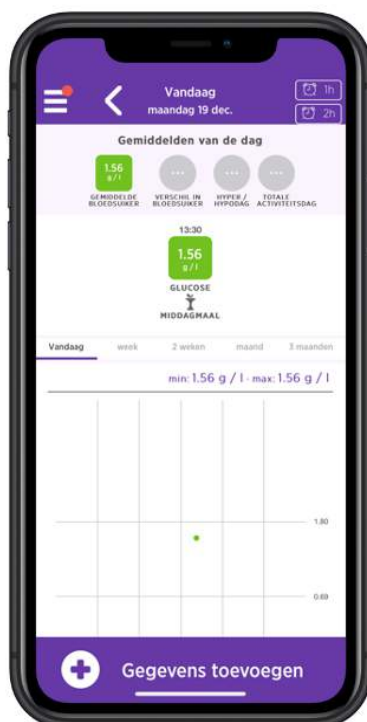 Vandaag
maandag 19 dec.
1h
2h
Gemiddelden van de dag
1.56
g/l
GEMIDDELDE
BLOEDSUIKER
VERSCHIL IN
BLOEDSUIKER
HYPER /
HYPODAG
TOTALE
ACTIVITEITSDAG
13:30
1.56
g/l
GLUCOSE
MIDDAGMAAL
Vandaag week 2 weken maand 3 maanden
min: 1.56 g / l - max: 1.56 g / l
1.80
0.69
Gegevens toevoegen